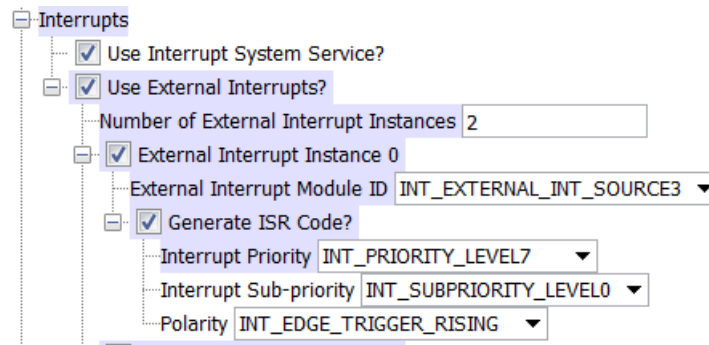 Interrupts
Use Interrupt System Service?
Use External Interrupts?
Number of External Interrupt Instances 2
External Interrupt Instance 0
External Interrupt Module ID INT_EXTERNAL_INT_SOURCE3
Generate ISR Code?
Interrupt Priority INT_PRIORITY_LEVEL7
Interrupt Sub-priority INT_SUBPRIORITY_LEVEL0
Polarity INT_EDGE_TRIGGER_RISING